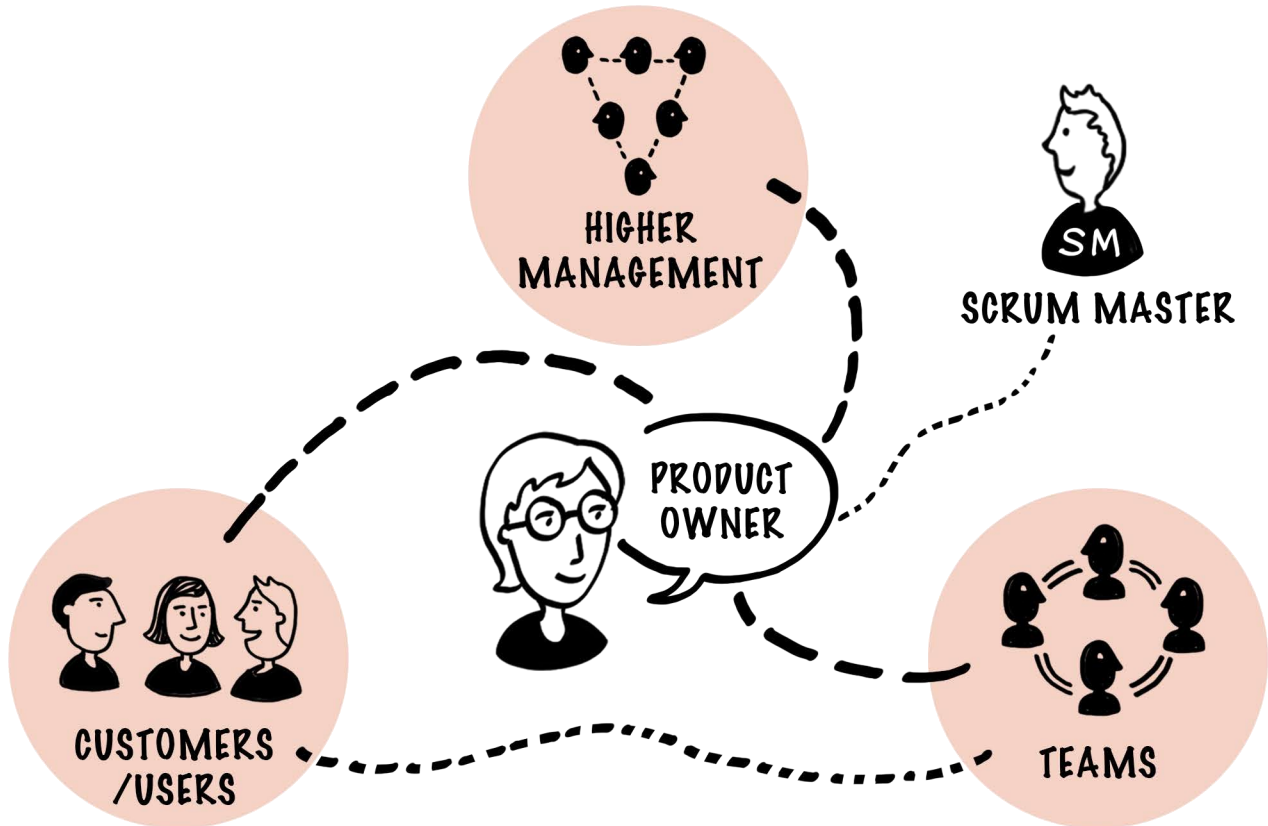 HIGHER
MANAGEMENT
SM
SCRUM MASTER
PRODUCT
OWNER
CUSTOMERS
/USERS
TEAMS